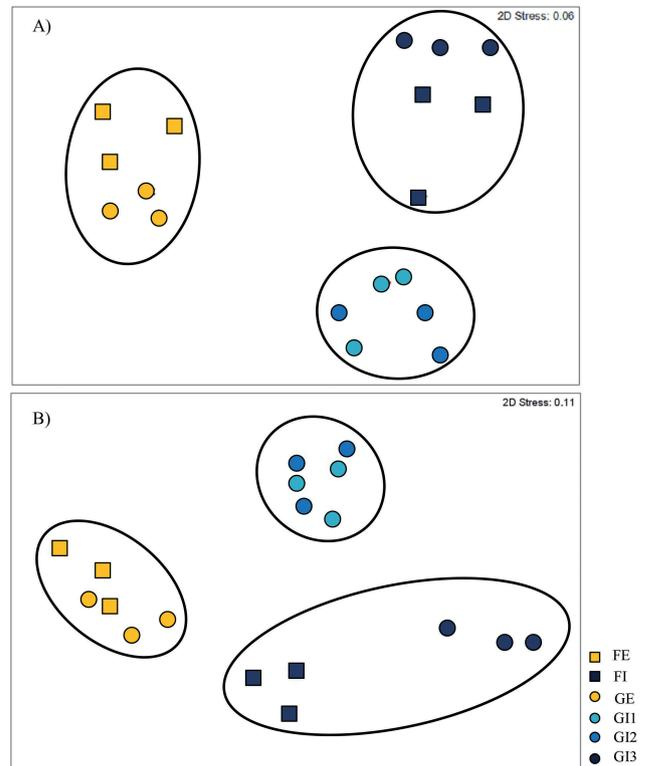 A)
2D Stress: 0.06
B)
2D Stress: 0.11
FE
FI
GE
GI1
GI2
GI3